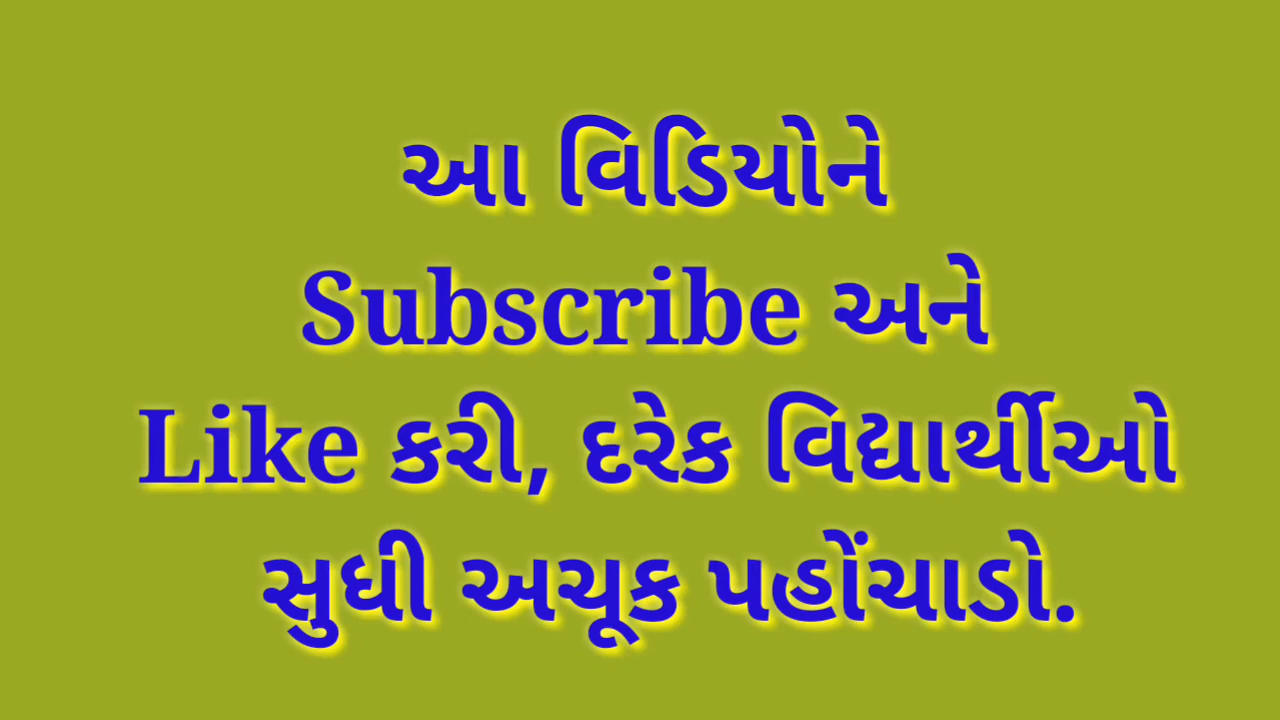 આ વિડિયોને
Subscribe અને
Like કરી, દરેક વિદ્યાર્થીઓ
સુધી અચૂક પહોંચાડો.